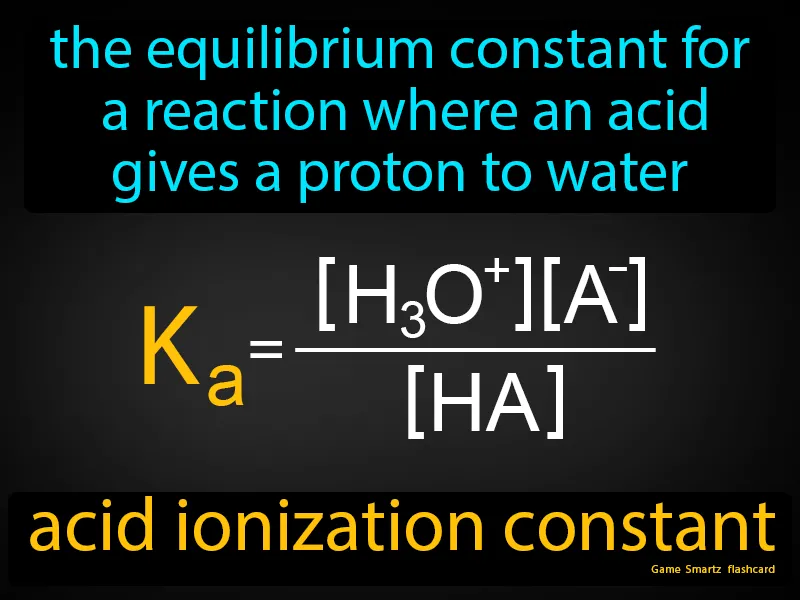 the equilibrium constant for
a reaction where an acid
gives a proton to water
Kₐ = [H₃O⁺][A⁻]
[HA]
acid ionization constant
Game Smartz flashcard